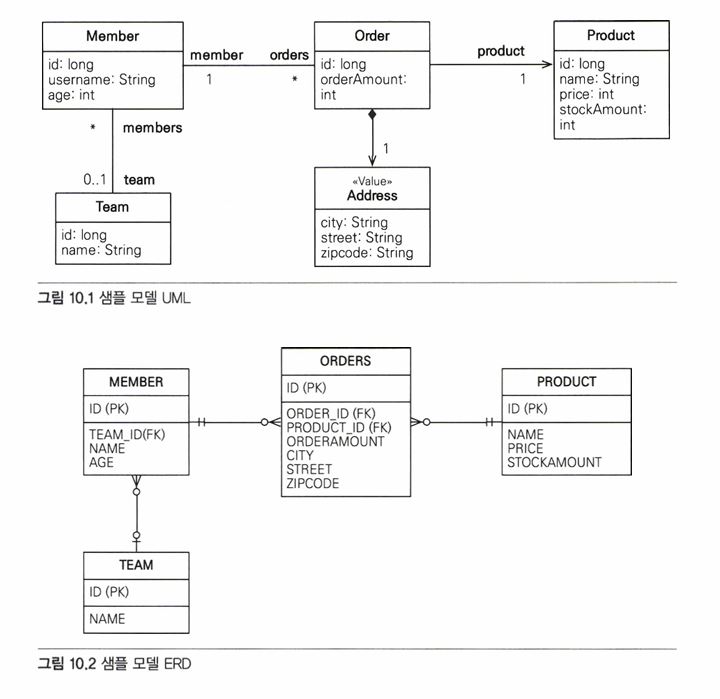 Member
id: long
username: String
age: int
member
orders
1
*
Order
id: long
orderAmount:
int
product
1
Product
id: long
name: String
price: int
stockAmount:
int
*
members
0..1
team
Team
id: long
name: String
1
«Value»
Address
city: String
street: String
zipcode: String
그림 10.1 샘플 모델 UML
MEMBER
ID (PK)
TEAM_ID(FK)
NAME
AGE
ORDERS
ID (PK)
ORDER_ID (FK)
PRODUCT_ID (FK)
ORDERAMOUNT
CITY
STREET
ZIPCODE
PRODUCT
ID (PK)
NAME
PRICE
STOCKAMOUNT
TEAM
ID (PK)
NAME
그림 10.2 샘플 모델 ERD